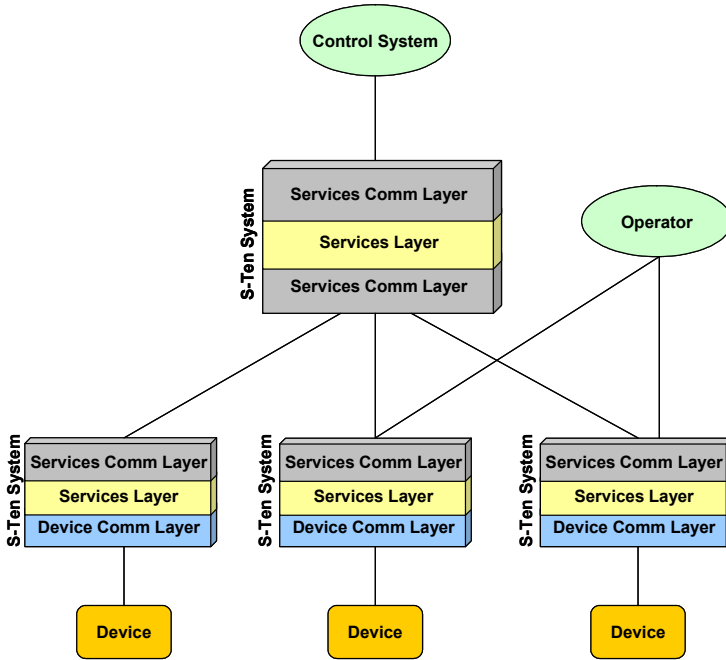 Control System
S-Ten System
Services Comm Layer
Services Layer
Services Comm Layer
Operator
S-Ten System
Services Comm Layer
Services Layer
Device Comm Layer
S-Ten System
Services Comm Layer
Services Layer
Device Comm Layer
S-Ten System
Services Comm Layer
Services Layer
Device Comm Layer
Device
Device
Device